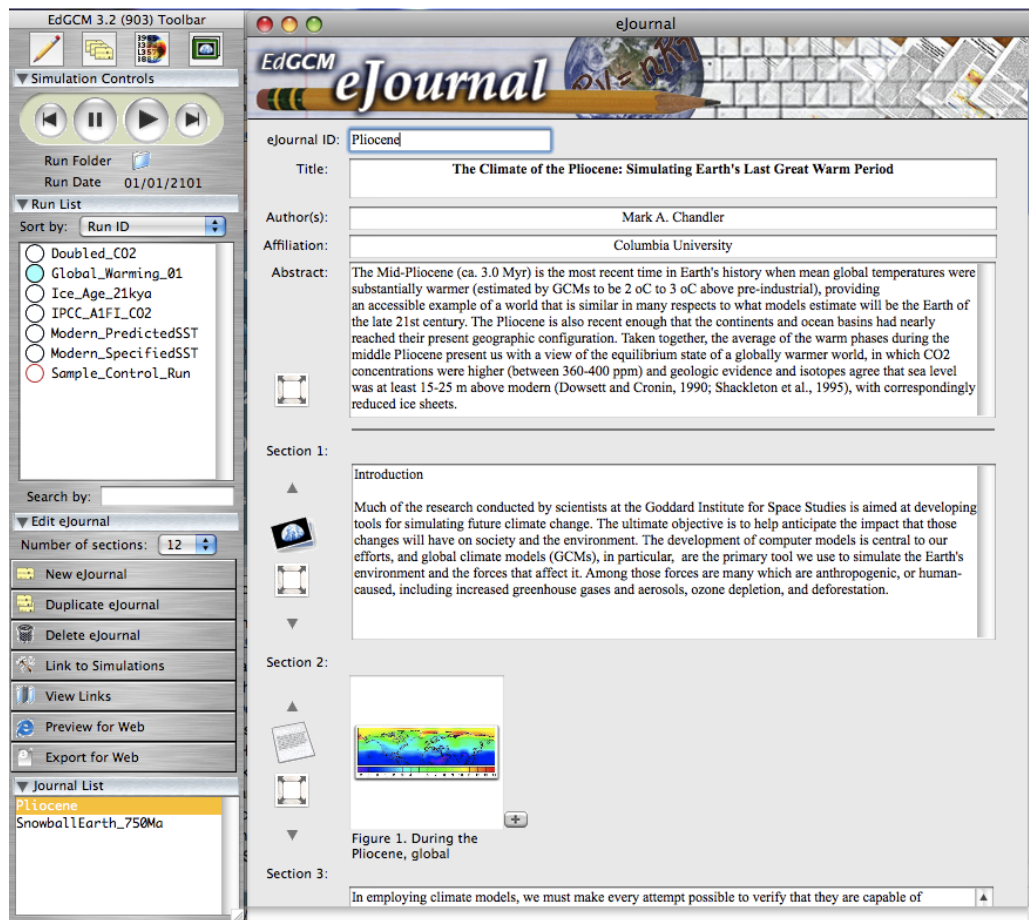 EdGCM 3.2 (903) Toolbar
Simulation Controls
Run Folder
Run Date 01/01/2101
Run List
Sort by: Run ID
Doubled_CO2
Global_Warming_01
Ice_Age_21kya
IPCC_A1FI_CO2
Modern_PredictedSST
Modern_SpecifiedSST
Sample_Control_Run
Search by:
Edit eJournal
Number of sections: 12
New eJournal
Duplicate eJournal
Delete eJournal
Link to Simulations
View Links
Preview for Web
Export for Web
Journal List
Pliocene
SnowballEarth_750Ma
eJournal
EdGCM
eJournal
PV= nRT
eJournal ID: Pliocene
Title: The Climate of the Pliocene: Simulating Earth's Last Great Warm Period
Author(s): Mark A. Chandler
Affiliation: Columbia University
Abstract: The Mid-Pliocene (ca. 3.0 Myr) is the most recent time in Earth's history when mean global temperatures were
substantially warmer (estimated by GCMs to be 2 oC to 3 oC above pre-industrial), providing
an accessible example of a world that is similar in many respects to what models estimate will be the Earth of
the late 21st century. The Pliocene is also recent enough that the continents and ocean basins had nearly
reached their present geographic configuration. Taken together, the average of the warm phases during the
middle Pliocene present us with a view of the equilibrium state of a globally warmer world, in which CO2
concentrations were higher (between 360-400 ppm) and geologic evidence and isotopes agree that sea level
was at least 15-25 m above modern (Dowsett and Cronin, 1990; Shackleton et al., 1995), with correspondingly
reduced ice sheets.
Section 1:
Introduction
Much of the research conducted by scientists at the Goddard Institute for Space Studies is aimed at developing
tools for simulating future climate change. The ultimate objective is to help anticipate the impact that those
changes will have on society and the environment. The development of computer models is central to our
efforts, and global climate models (GCMs), in particular, are the primary tool we use to simulate the Earth's
environment and the forces that affect it. Among those forces are many which are anthropogenic, or human-
caused, including increased greenhouse gases and aerosols, ozone depletion, and deforestation.
Section 2:
Figure 1. During the
Pliocene, global
Section 3:
In employing climate models, we must make every attempt possible to verify that they are capable of